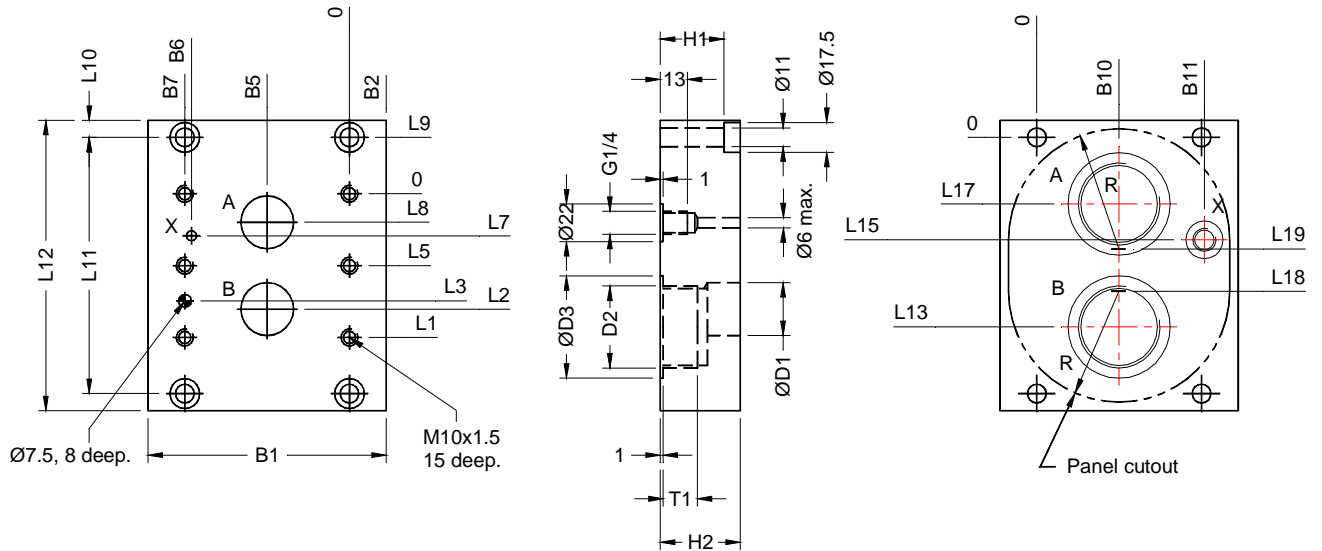 0
B6
B7
B5
B2
L10
L9
0
A
L8
X
L7
L5
L12
L11
B
L3
L2
L1
Ø7.5, 8 deep.
B1
M10x1.5
15 deep.
H1
13
Ø11
Ø17.5
G1/4
1
Ø22
Ø6 max.
ØD3
D2
ØD1
1
T1
H2
0
B10
B11
0
A
R
L17
X
L15
L19
B
L18
L13
R
Panel cutout